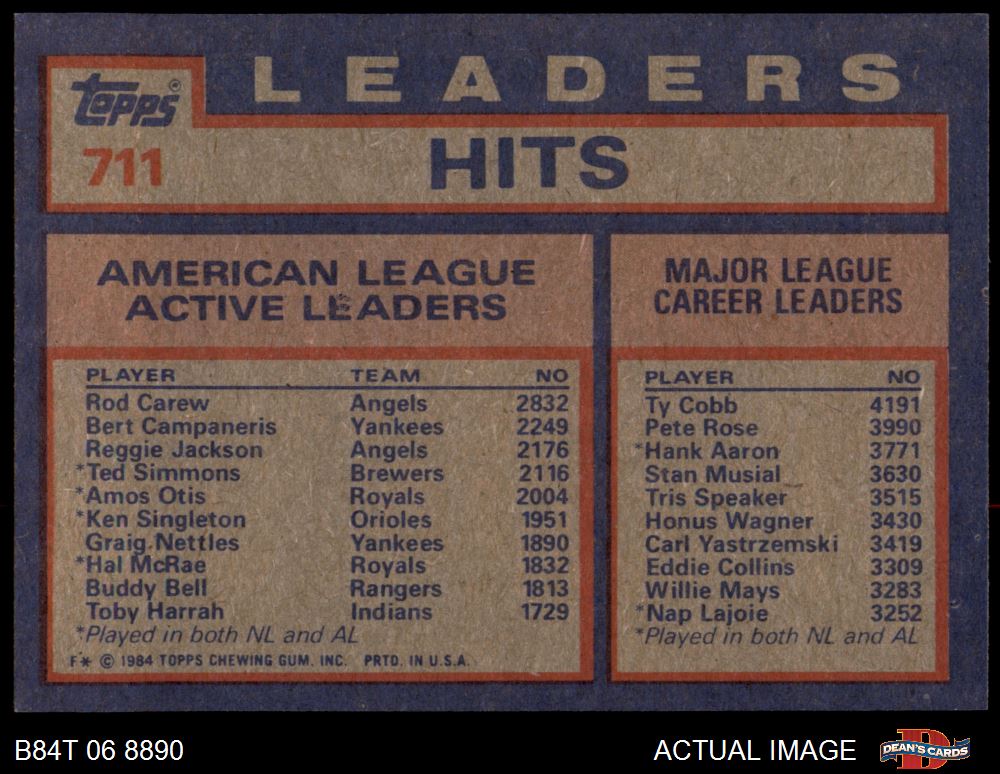 LEADERS
topps®
711
HITS
AMERICAN LEAGUE
ACTIVE LEADERS
PLAYER TEAM NO
Rod Carew Angels 2832
Bert Campaneris Yankees 2249
Reggie Jackson Angels 2176
*Ted Simmons Brewers 2116
*Amos Otis Royals 2004
*Ken Singleton Orioles 1951
Graig Nettles Yankees 1890
*Hal McRae Royals 1832
Buddy Bell Rangers 1813
Toby Harrah Indians 1729
*Played in both NL and AL
F* © 1984 TOPPS CHEWING GUM, INC. PRTD. IN U.S.A.
MAJOR LEAGUE
CAREER LEADERS
PLAYER NO
Ty Cobb 4191
Pete Rose 3990
*Hank Aaron 3771
Stan Musial 3630
Tris Speaker 3515
Honus Wagner 3430
Carl Yastrzemski 3419
Eddie Collins 3309
Willie Mays 3283
*Nap Lajoie 3252
*Played in both NL and AL
B84T 06 8890
ACTUAL IMAGE
DEAN'S CARDS